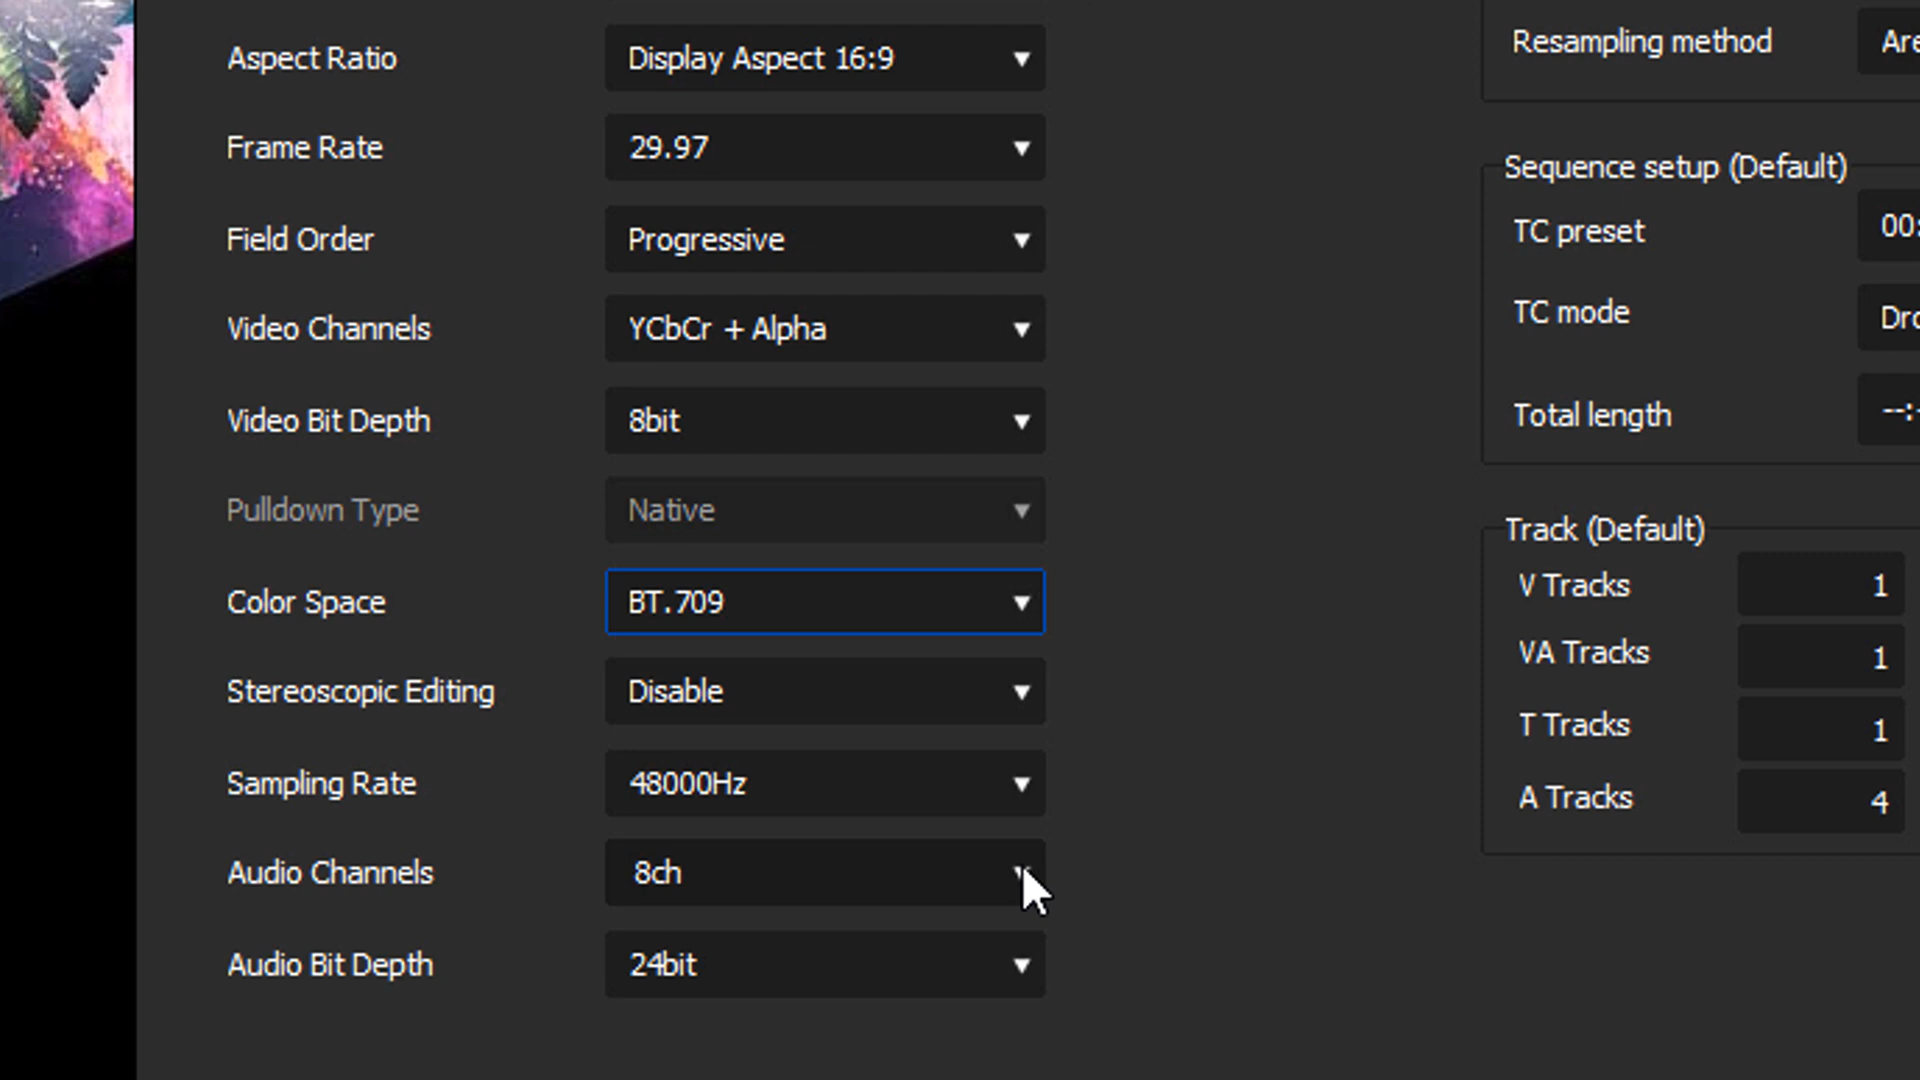 Aspect Ratio
Display Aspect 16:9
Frame Rate
29.97
Field Order
Progressive
Video Channels
YCbCr + Alpha
Video Bit Depth
8bit
Pulldown Type
Native
Color Space
BT.709
Stereoscopic Editing
Disable
Sampling Rate
48000Hz
Audio Channels
8ch
Audio Bit Depth
24bit
Resampling method
Are
Sequence setup (Default)
TC preset
00:
TC mode
Dro
Total length
--:-
Track (Default)
V Tracks
1
VA Tracks
1
T Tracks
1
A Tracks
4